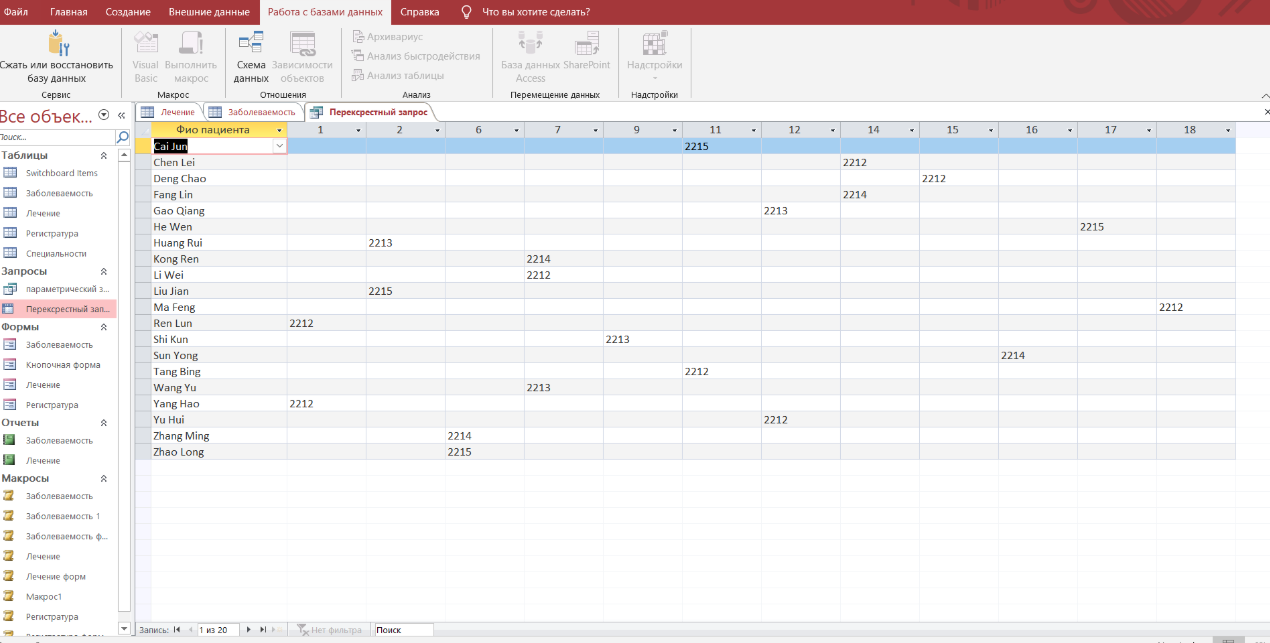 Файл Главная Создание Внешние данные Работа с базами данных Справка Что вы хотите сделать?
Сжать или восстановить базу данных
Visual Basic
Выполнить макрос
Схема данных
Зависимости объектов
Архивариус
Анализ быстродействия
Анализ таблицы
База данных Access
SharePoint
Надстройки
Сервис Макрос Отношения Анализ Перемещение данных Надстройки
Все объек... «
Поиск...
Таблицы
Switchboard Items
Заболеваемость
Лечение
Регистратура
Специальности
Запросы
параметрический з...
Перекрестный зап...
Формы
Заболеваемость
Кнопочная форма
Лечение
Регистратура
Отчеты
Заболеваемость
Лечение
Макросы
Заболеваемость
Заболеваемость 1
Заболеваемость ф...
Лечение
Лечение форм
Макрос1
Регистратура
Лечение Заболеваемость Перекрестный запрос
Фио пациента 1 2 6 7 9 11 12 14 15 16 17 18
Cai Jun 2215
Chen Lei 2212
Deng Chao 2212
Fang Lin 2214
Gao Qiang 2213
He Wen 2215
Huang Rui 2213
Kong Ren 2214
Li Wei 2212
Liu Jian 2215
Ma Feng 2212
Ren Lun 2212
Shi Kun 2213
Sun Yong 2214
Tang Bing 2212
Wang Yu 2213
Yang Hao 2212
Yu Hui 2212
Zhang Ming 2214
Zhao Long 2215
Запись: 1 из 20 Нет фильтра Поиск